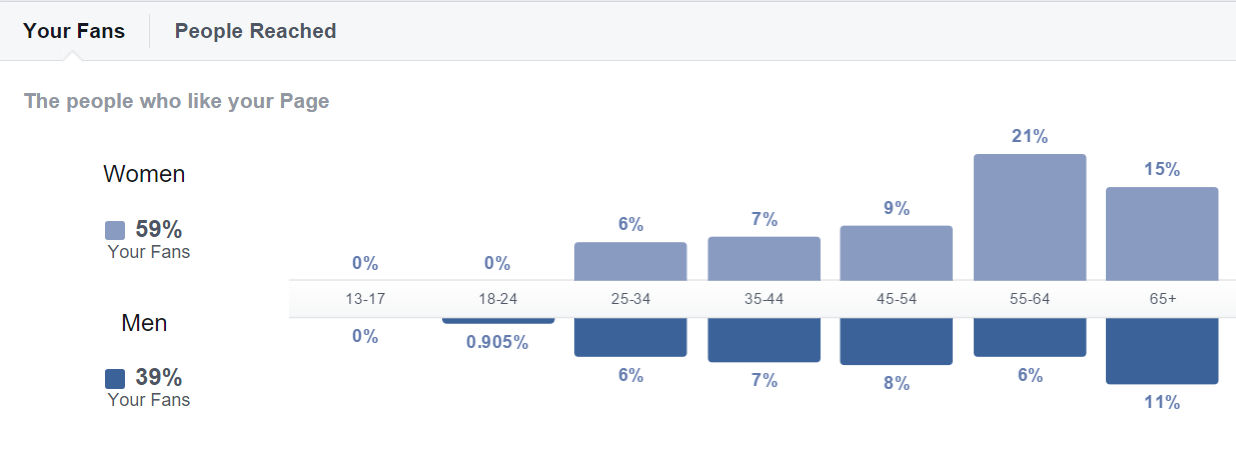 Your Fans People Reached
The people who like your Page
21%
15%
Women
9%
7%
6%
59%
Your Fans
0% 0%
13-17 18-24 25-34 35-44 45-54 55-64 65+
Men
0% 0.905%
6% 7% 8% 6% 11%
39%
Your Fans